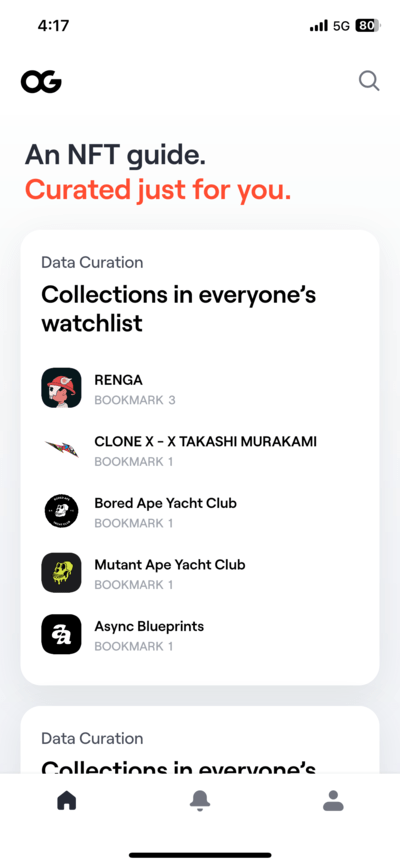 4:17
5G
80
OG
An NFT guide.
Curated just for you.
Data Curation
Collections in everyone's
watchlist
RENGA
BOOKMARK 3
CLONE X - X TAKASHI MURAKAMI
BOOKMARK 1
Bored Ape Yacht Club
BOOKMARK 1
Mutant Ape Yacht Club
BOOKMARK 1
Async Blueprints
BOOKMARK 1
Data Curation
Collections in everyone's